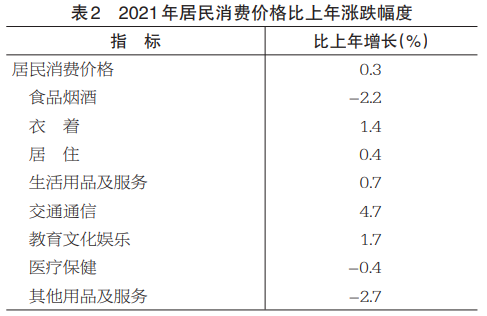 表2 2021年居民消费价格比上年涨跌幅度
指 标 比上年增长(%)
居民消费价格 0.3
食品烟酒 −2.2
衣 着 1.4
居 住 0.4
生活用品及服务 0.7
交通通信 4.7
教育文化娱乐 1.7
医疗保健 −0.4
其他用品及服务 −2.7